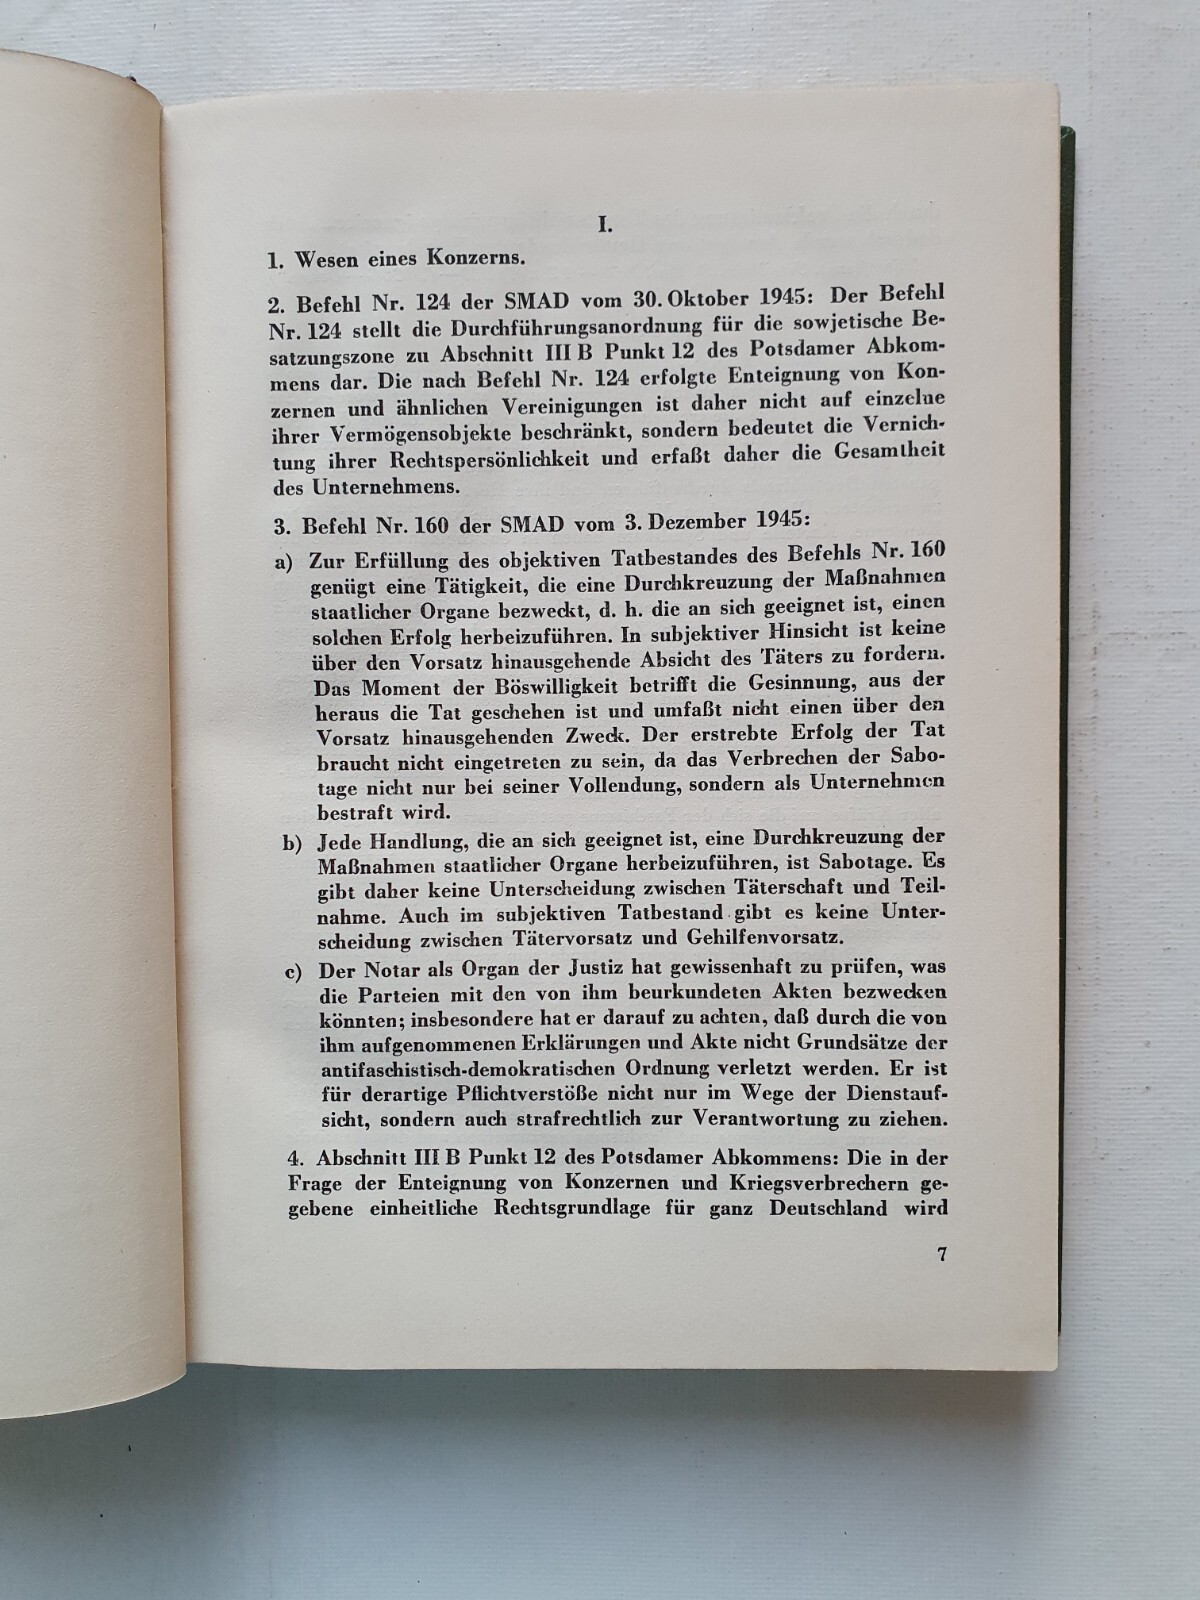 I.
1. Wesen eines Konzerns.
2. Befehl Nr. 124 der SMAD vom 30. Oktober 1945: Der Befehl
Nr. 124 stellt die Durchführungsanordnung für die sowjetische Be-
satzungszone zu Abschnitt III B Punkt 12 des Potsdamer Abkom-
mens dar. Die nach Befehl Nr. 124 erfolgte Enteignung von Kon-
zernen und ähnlichen Vereinigungen ist daher nicht auf einzelne
ihrer Vermögensobjekte beschränkt, sondern bedeutet die Vernich-
tung ihrer Rechtspersönlichkeit und erfaßt daher die Gesamtheit
des Unternehmens.
3. Befehl Nr. 160 der SMAD vom 3. Dezember 1945:
a) Zur Erfüllung des objektiven Tatbestandes des Befehls Nr. 160
genügt eine Tätigkeit, die eine Durchkreuzung der Maßnahmen
staatlicher Organe bezweckt, d. h. die an sich geeignet ist, einen
solchen Erfolg herbeizuführen. In subjektiver Hinsicht ist keine
über den Vorsatz hinausgehende Absicht des Täters zu fordern.
Das Moment der Böswilligkeit betrifft die Gesinnung, aus der
heraus die Tat geschehen ist und umfaßt nicht einen über den
Vorsatz hinausgehenden Zweck. Der erstrebte Erfolg der Tat
braucht nicht eingetreten zu sein, da das Verbrechen der Sabo-
tage nicht nur bei seiner Vollendung, sondern als Unternehmen
bestraft wird.
b) Jede Handlung, die an sich geeignet ist, eine Durchkreuzung der
Maßnahmen staatlicher Organe herbeizuführen, ist Sabotage. Es
gibt daher keine Unterscheidung zwischen Täterschaft und Teil-
nahme. Auch im subjektiven Tatbestand gibt es keine Unter-
scheidung zwischen Tätervorsatz und Gehilfenvorsatz.
c) Der Notar als Organ der Justiz hat gewissenhaft zu prüfen, was
die Parteien mit den von ihm beurkundeten Akten bezwecken
könnten; insbesondere hat er darauf zu achten, daß durch die von
ihm aufgenommenen Erklärungen und Akte nicht Grundsätze der
antifaschistisch-demokratischen Ordnung verletzt werden. Er ist
für derartige Pflichtverstöße nicht nur im Wege der Dienstauf-
sicht, sondern auch strafrechtlich zur Verantwortung zu ziehen.
4. Abschnitt III B Punkt 12 des Potsdamer Abkommens: Die in der
Frage der Enteignung von Konzernen und Kriegsverbrechern ge-
gebene einheitliche Rechtsgrundlage für ganz Deutschland wird
7